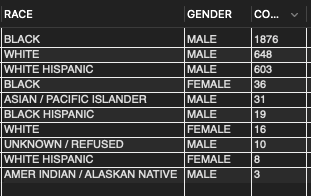 RACE GENDER CO...
BLACK MALE 1876
WHITE MALE 648
WHITE HISPANIC MALE 603
BLACK FEMALE 36
ASIAN / PACIFIC ISLANDER MALE 31
BLACK HISPANIC MALE 19
WHITE FEMALE 16
UNKNOWN / REFUSED MALE 10
WHITE HISPANIC FEMALE 8
AMER INDIAN / ALASKAN NATIVE MALE 3